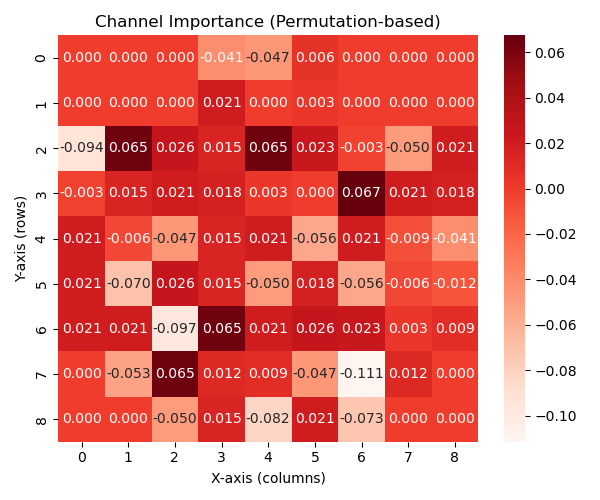 Channel Importance (Permutation-based)
0 0.000 0.000 0.000 -0.041 -0.047 0.006 0.000 0.000 0.000
1 0.000 0.000 0.000 0.021 0.000 0.003 0.000 0.000 0.000
2 -0.094 0.065 0.026 0.015 0.065 0.023 -0.003 -0.050 0.021
3 -0.003 0.015 0.021 0.018 0.003 0.000 0.067 0.021 0.018
4 0.021 -0.006 -0.047 0.015 0.021 -0.056 0.021 -0.009 -0.041
5 0.021 -0.070 0.026 0.015 -0.050 0.018 -0.056 -0.006 -0.012
6 0.021 0.021 -0.097 0.065 0.021 0.026 0.023 0.003 0.009
7 0.000 -0.053 0.065 0.012 0.009 -0.047 -0.111 0.012 0.000
8 0.000 0.000 -0.050 0.015 -0.082 0.021 -0.073 0.000 0.000
0 1 2 3 4 5 6 7 8
X-axis (columns)
Y-axis (rows)
0.06
0.04
0.02
0.00
−0.02
−0.04
−0.06
−0.08
−0.10